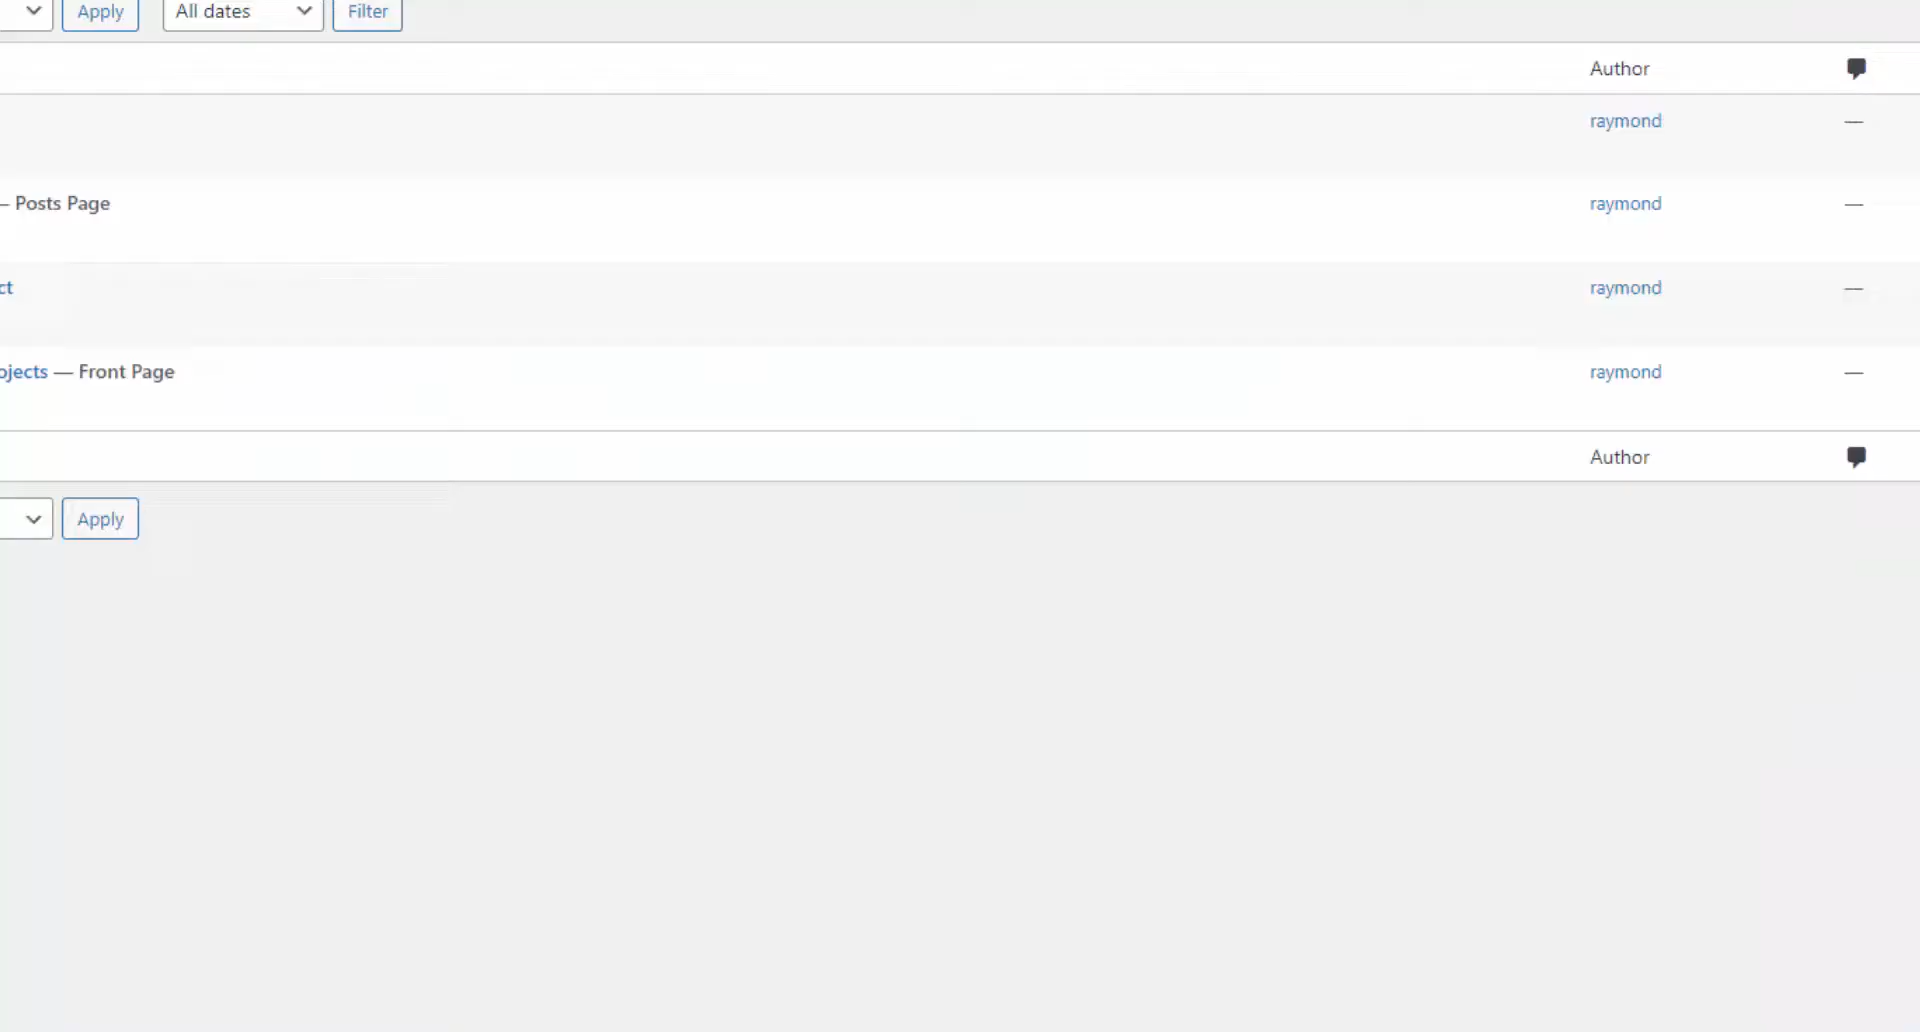 Apply All dates Filter
Author
raymond —
— Posts Page raymond —
ct raymond —
ojects — Front Page raymond —
Author
Apply